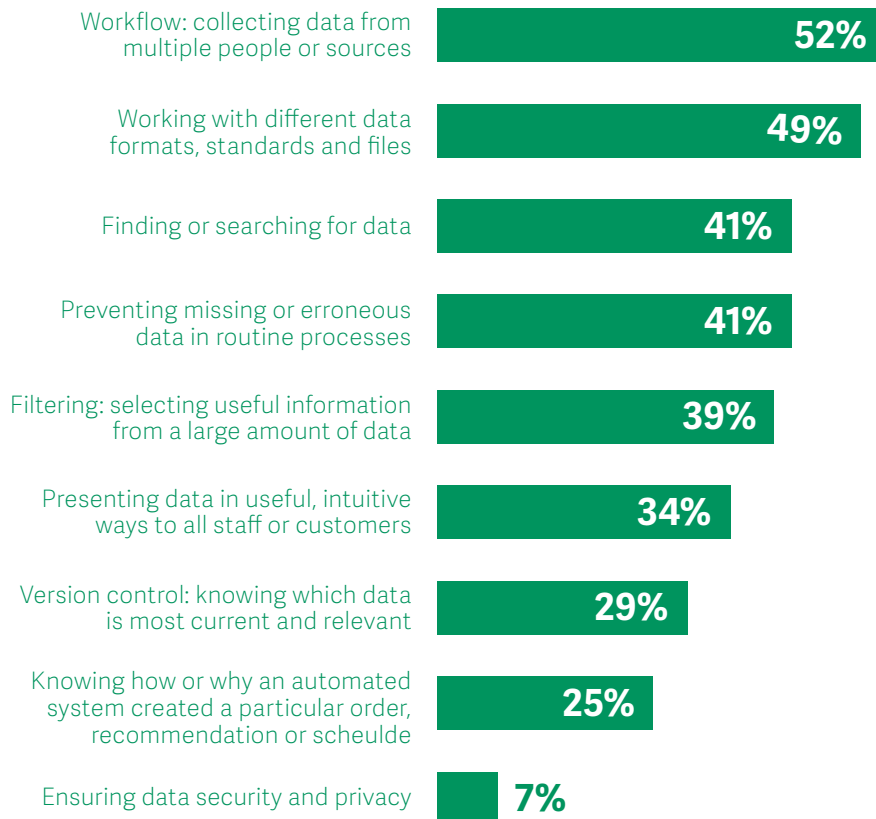 Workflow: collecting data from
multiple people or sources
52%
Working with different data
formats, standards and files
49%
Finding or searching for data
41%
Preventing missing or erroneous
data in routine processes
41%
Filtering: selecting useful information
from a large amount of data
39%
Presenting data in useful, intuitive
ways to all staff or customers
34%
Version control: knowing which data
is most current and relevant
29%
Knowing how or why an automated
system created a particular order,
recommendation or scheulde
25%
Ensuring data security and privacy
7%